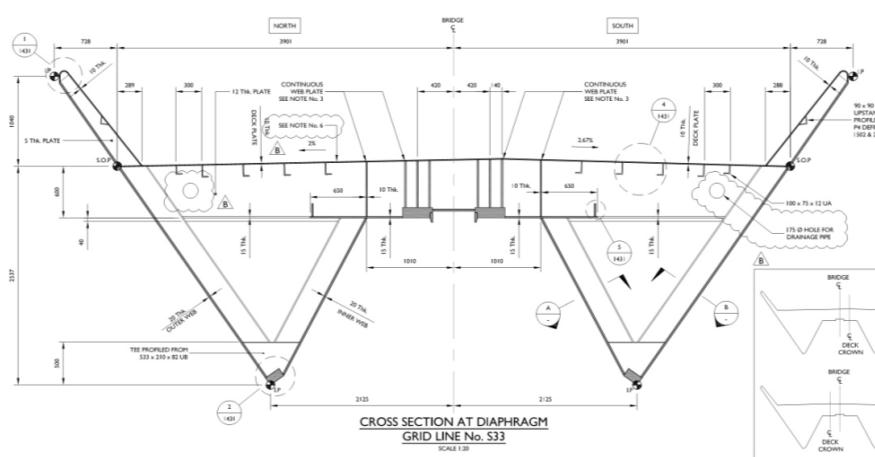 NORTH
BRIDGE
℄
SOUTH
1
1431
728
3901
3901
728
I.P
I.P
10 Thk.
289
300
12 Thk. PLATE
CONTINUOUS
WEB PLATE
SEE NOTE No. 3
420
420
140
CONTINUOUS
WEB PLATE
SEE NOTE No. 3
4
1431
300
288
10 Thk.
1040
5 Thk. PLATE
DECK PLATE
10 Thk.
SEE NOTE No. 6
B
2%
2.67%
10 Thk.
DECK PLATE
90 x 90
UPSTAN
PROFIL
P4 DEF
1502 & 2
S.O.P
S.O.P
600
B
650
10 Thk.
10 Thk.
650
100 x 75 x 12 UA
175 Ø HOLE FOR
DRAINAGE PIPE
B
40
15 Thk.
15 Thk.
15 Thk.
15 Thk.
5
1431
1010
1010
2537
20 Thk.
OUTER WEB
20 Thk.
INNER WEB
A
-
B
-
500
TEE PROFILED FROM
533 x 210 x 82 UB
I.P
I.P
2
1431
2125
2125
BRIDGE
℄
℄
DECK
CROWN
BRIDGE
℄
℄
DECK
CROWN
CROSS SECTION AT DIAPHRAGM
GRID LINE No. S33
SCALE 1:20